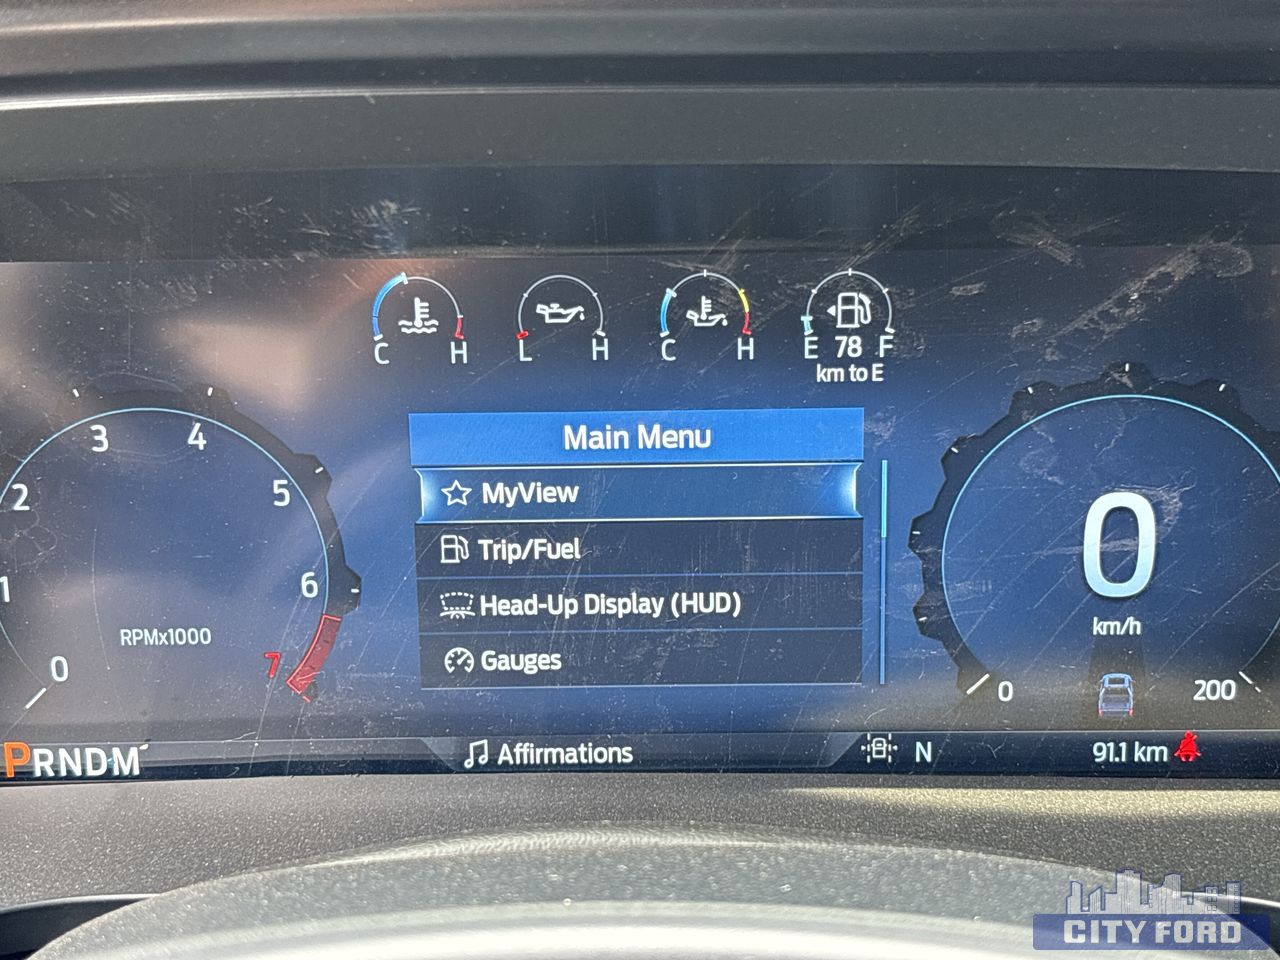 C H
L H
C H
E 78 F
km to E
Main Menu
MyView
Trip/Fuel
Head-Up Display (HUD)
Gauges
0
1
2
3
4
5
6
7
RPMx1000
0
km/h
0
200
PRNDM
Affirmations
N
91.1 km
CITY FORD